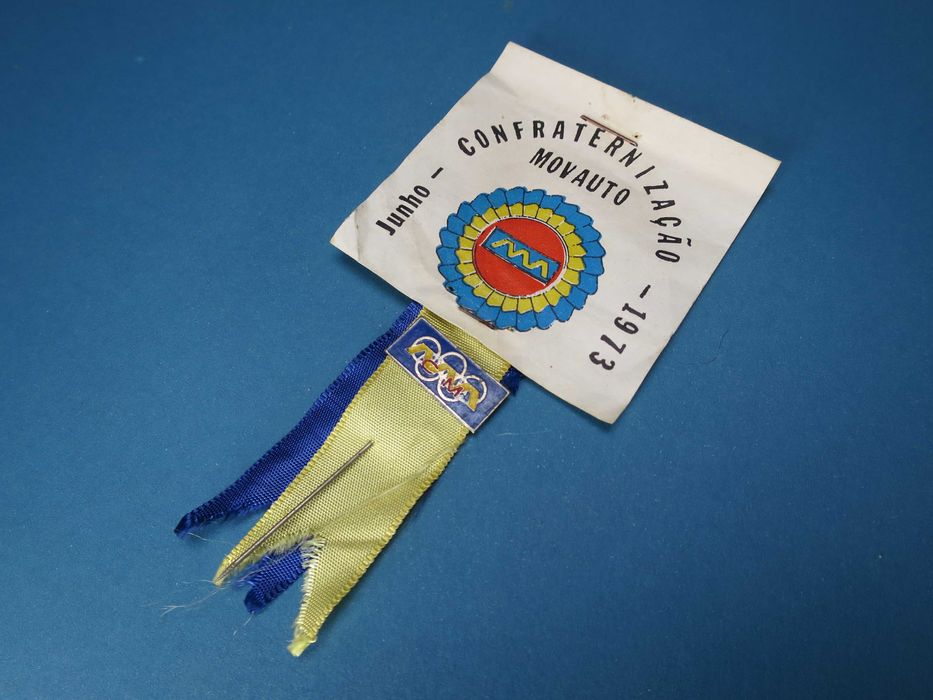 Junho - CONFRATERNIZAÇÃO - 1973
MOVAUTO